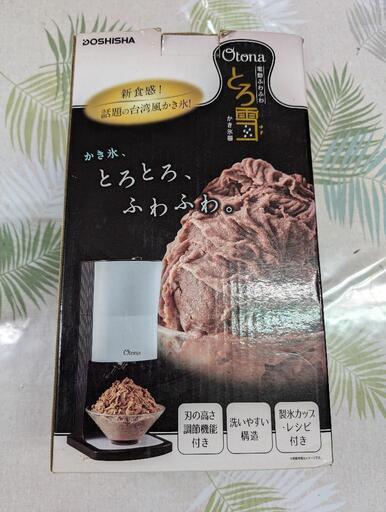 DOSHISHA
Otona
電動ふわふわ
とろ雪
かき氷器
新食感!
話題の台湾風かき氷!
かき氷、
とろとろ、
ふわふわ。
Otona
刃の高さ
調節機能
付き
洗いやすい
構造
製氷カップ
・レシピ
付き